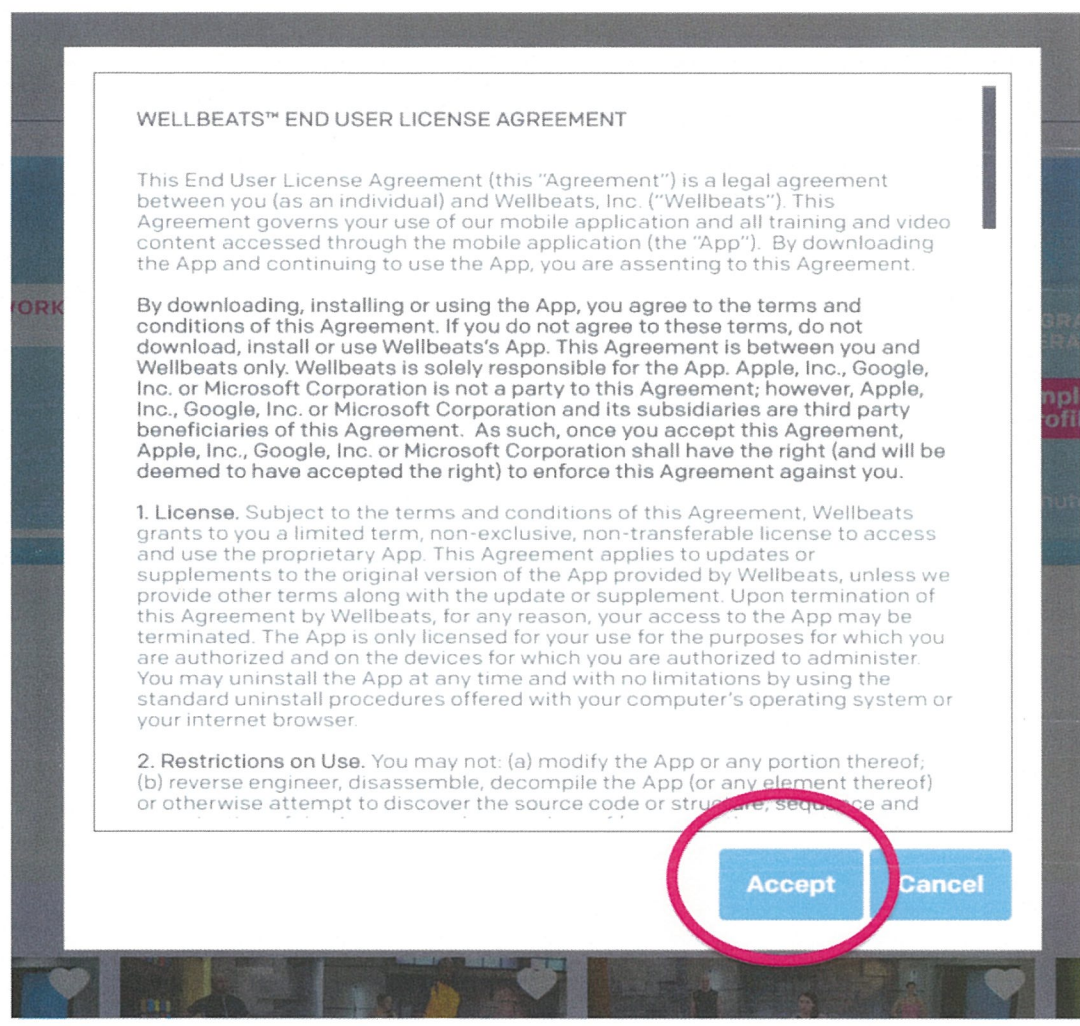 WELLBEATS™ END USER LICENSE AGREEMENT
This End User License Agreement (this "Agreement") is a legal agreement
between you (as an individual) and Wellbeats, Inc. ("Wellbeats"). This
Agreement governs your use of our mobile application and all training and video
content accessed through the mobile application (the "App"). By downloading
the App and continuing to use the App, you are assenting to this Agreement.
By downloading, installing or using the App, you agree to the terms and
conditions of this Agreement. If you do not agree to these terms, do not
download, install or use Wellbeats's App. This Agreement is between you and
Wellbeats only. Wellbeats is solely responsible for the App. Apple, Inc., Google,
Inc. or Microsoft Corporation is not a party to this Agreement; however, Apple,
Inc., Google, Inc. or Microsoft Corporation and its subsidiaries are third party
beneficiaries of this Agreement. As such, once you accept this Agreement,
Apple, Inc., Google, Inc. or Microsoft Corporation shall have the right (and will be
deemed to have accepted the right) to enforce this Agreement against you.
1. License. Subject to the terms and conditions of this Agreement, Wellbeats
grants to you a limited term, non-exclusive, non-transferable license to access
and use the proprietary App. This Agreement applies to updates or
supplements to the original version of the App provided by Wellbeats, unless we
provide other terms along with the update or supplement. Upon termination of
this Agreement by Wellbeats, for any reason, your access to the App may be
terminated. The App is only licensed for your use for the purposes for which you
are authorized and on the devices for which you are authorized to administer.
You may uninstall the App at any time and with no limitations by using the
standard uninstall procedures offered with your computer's operating system or
your internet browser.
2. Restrictions on Use. You may not: (a) modify the App or any portion thereof;
(b) reverse engineer, disassemble, decompile the App (or any element thereof)
or otherwise attempt to discover the source code or structure, sequence and
Accept Cancel